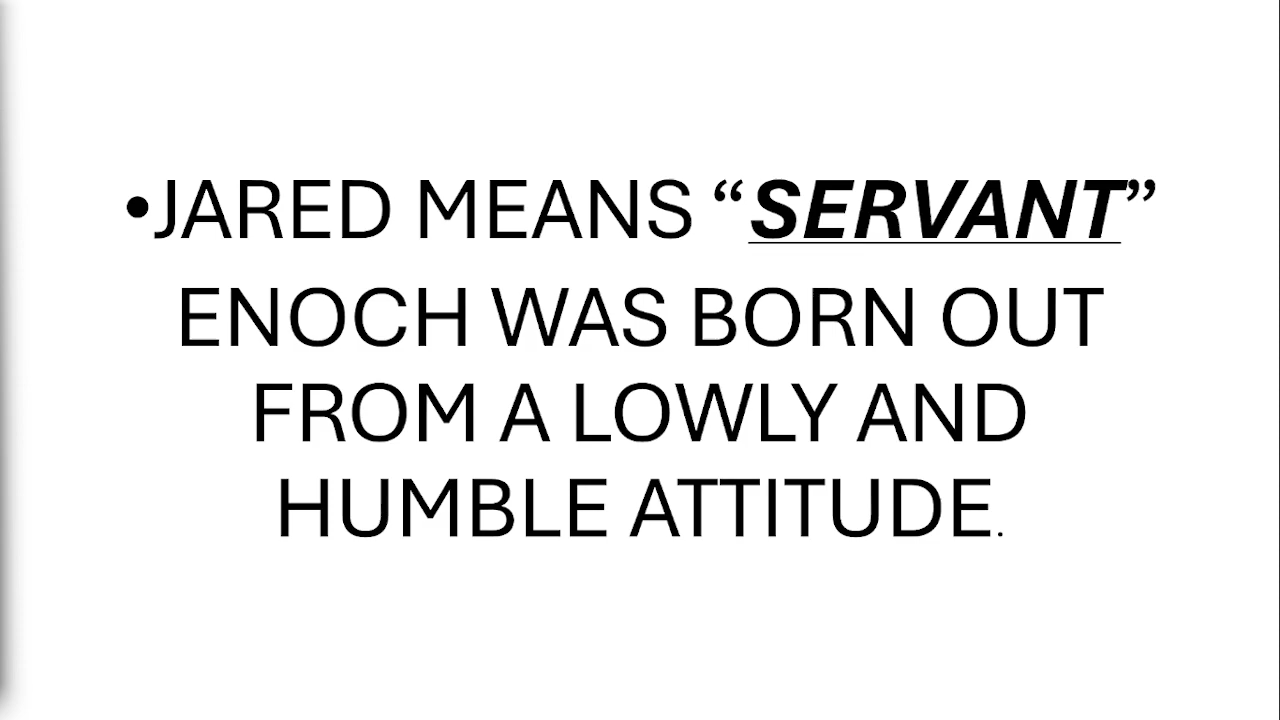 •JARED MEANS “SERVANT”
ENOCH WAS BORN OUT
FROM A LOWLY AND
HUMBLE ATTITUDE.